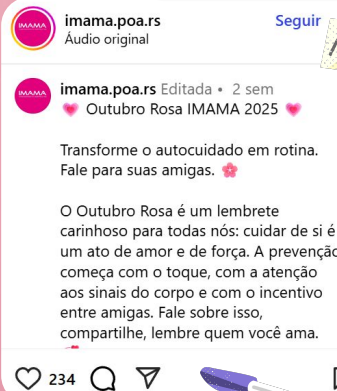 IMAMA
imama.poa.rs
Seguir
Áudio original
IMAMA
imama.poa.rs Editada • 2 sem
💗 Outubro Rosa IMAMA 2025 💗
Transforme o autocuidado em rotina.
Fale para suas amigas. 🌸
O Outubro Rosa é um lembrete
carinhoso para todas nós: cuidar de si é
um ato de amor e de força. A prevenção
começa com o toque, com a atenção
aos sinais do corpo e com o incentivo
entre amigas. Fale sobre isso,
compartilhe, lembre quem você ama.
234